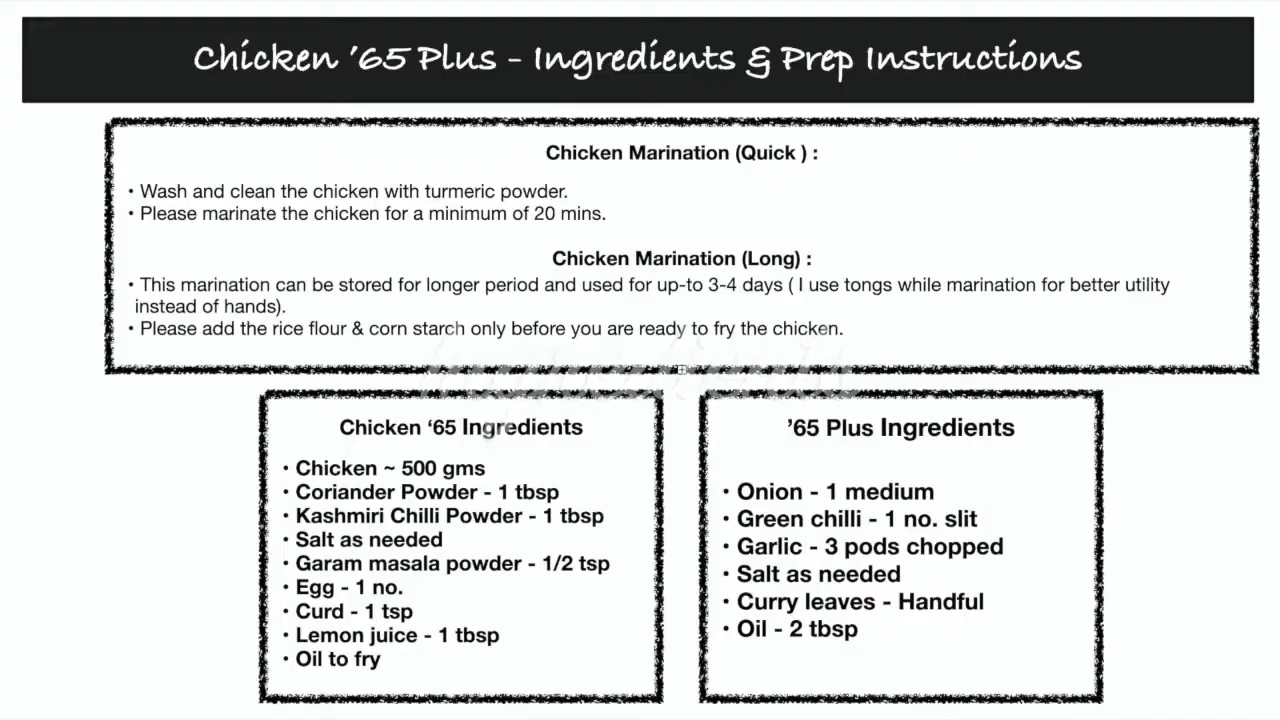 Chicken '65 Plus - Ingredients & Prep Instructions
Chicken Marination (Quick ) :
• Wash and clean the chicken with turmeric powder.
• Please marinate the chicken for a minimum of 20 mins.
Chicken Marination (Long) :
• This marination can be stored for longer period and used for up-to 3-4 days ( I use tongs while marination for better utility
instead of hands).
• Please add the rice flour & corn starch only before you are ready to fry the chicken.
Chicken ‘65 Ingredients
• Chicken ~ 500 gms
• Coriander Powder - 1 tbsp
• Kashmiri Chilli Powder - 1 tbsp
• Salt as needed
• Garam masala powder - 1/2 tsp
• Egg - 1 no.
• Curd - 1 tsp
• Lemon juice - 1 tbsp
• Oil to fry
’65 Plus Ingredients
• Onion - 1 medium
• Green chilli - 1 no. slit
• Garlic - 3 pods chopped
• Salt as needed
• Curry leaves - Handful
• Oil - 2 tbsp